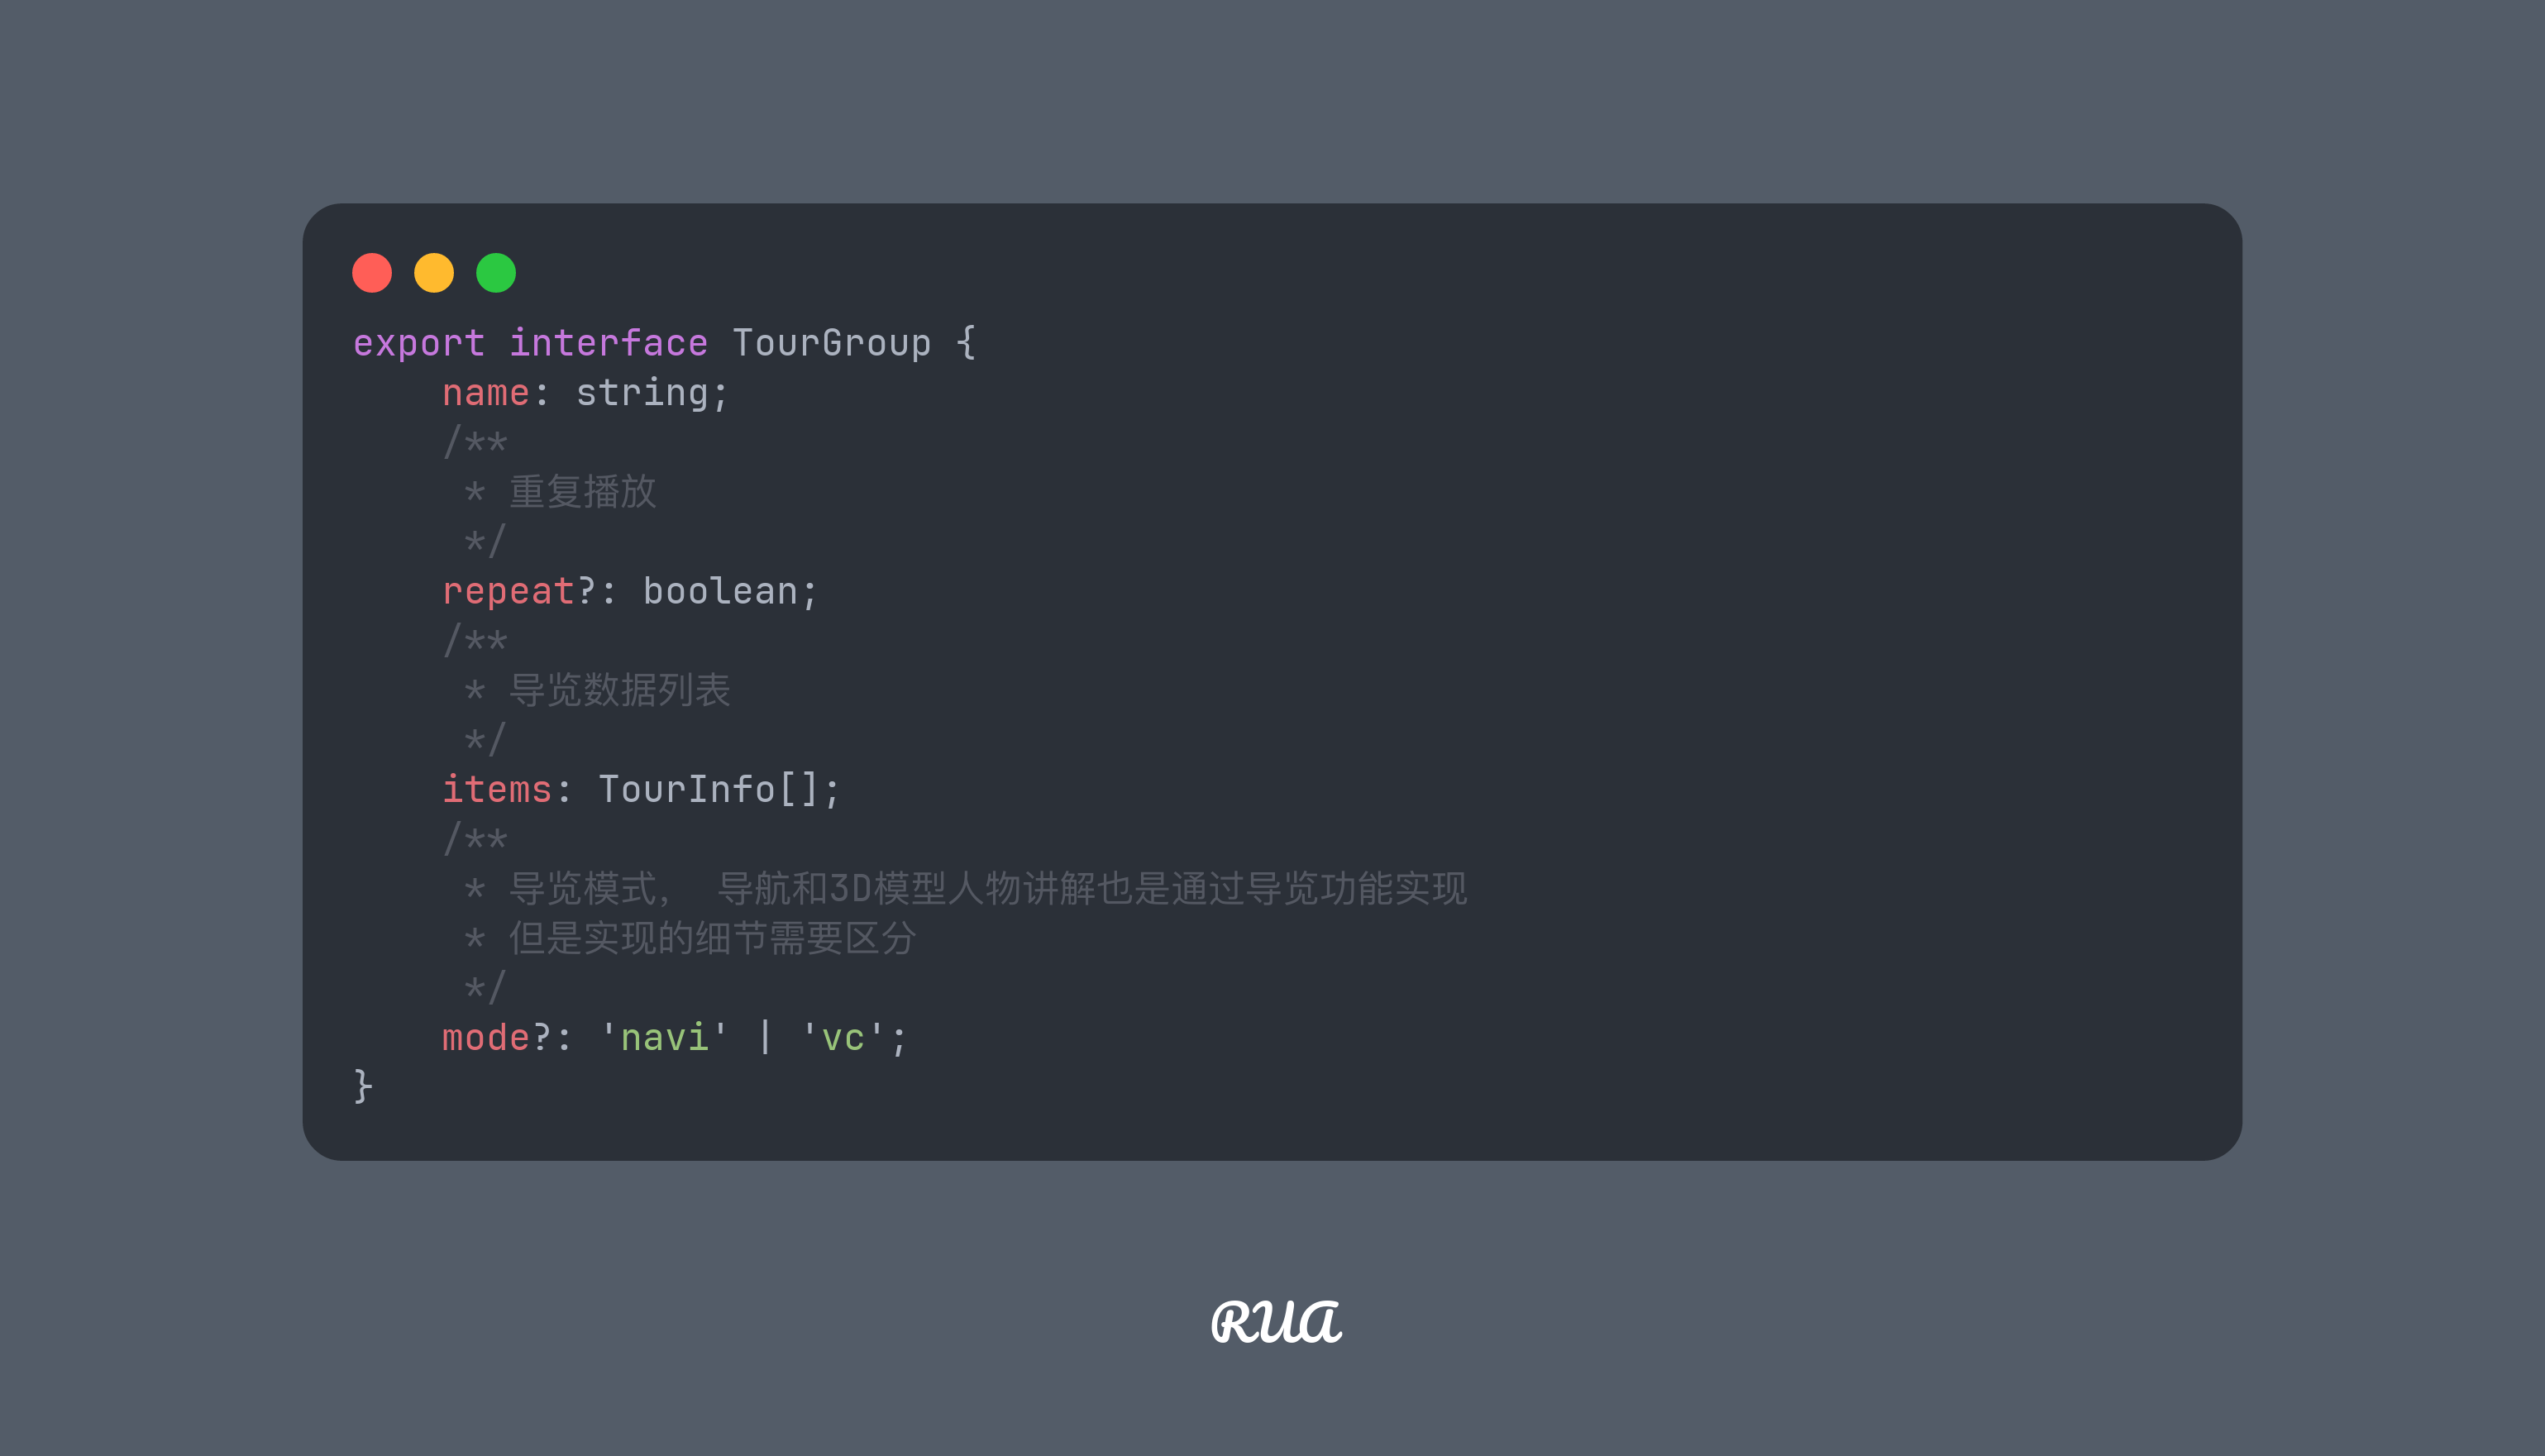 export interface TourGroup {
    name: string;
    /**
     * 重复播放
     */
    repeat?: boolean;
    /**
     * 导览数据列表
     */
    items: TourInfo[];
    /**
     * 导览模式， 导航和3D模型人物讲解也是通过导览功能实现
     * 但是实现的细节需要区分
     */
    mode?: 'navi' | 'vc';
}
RUA